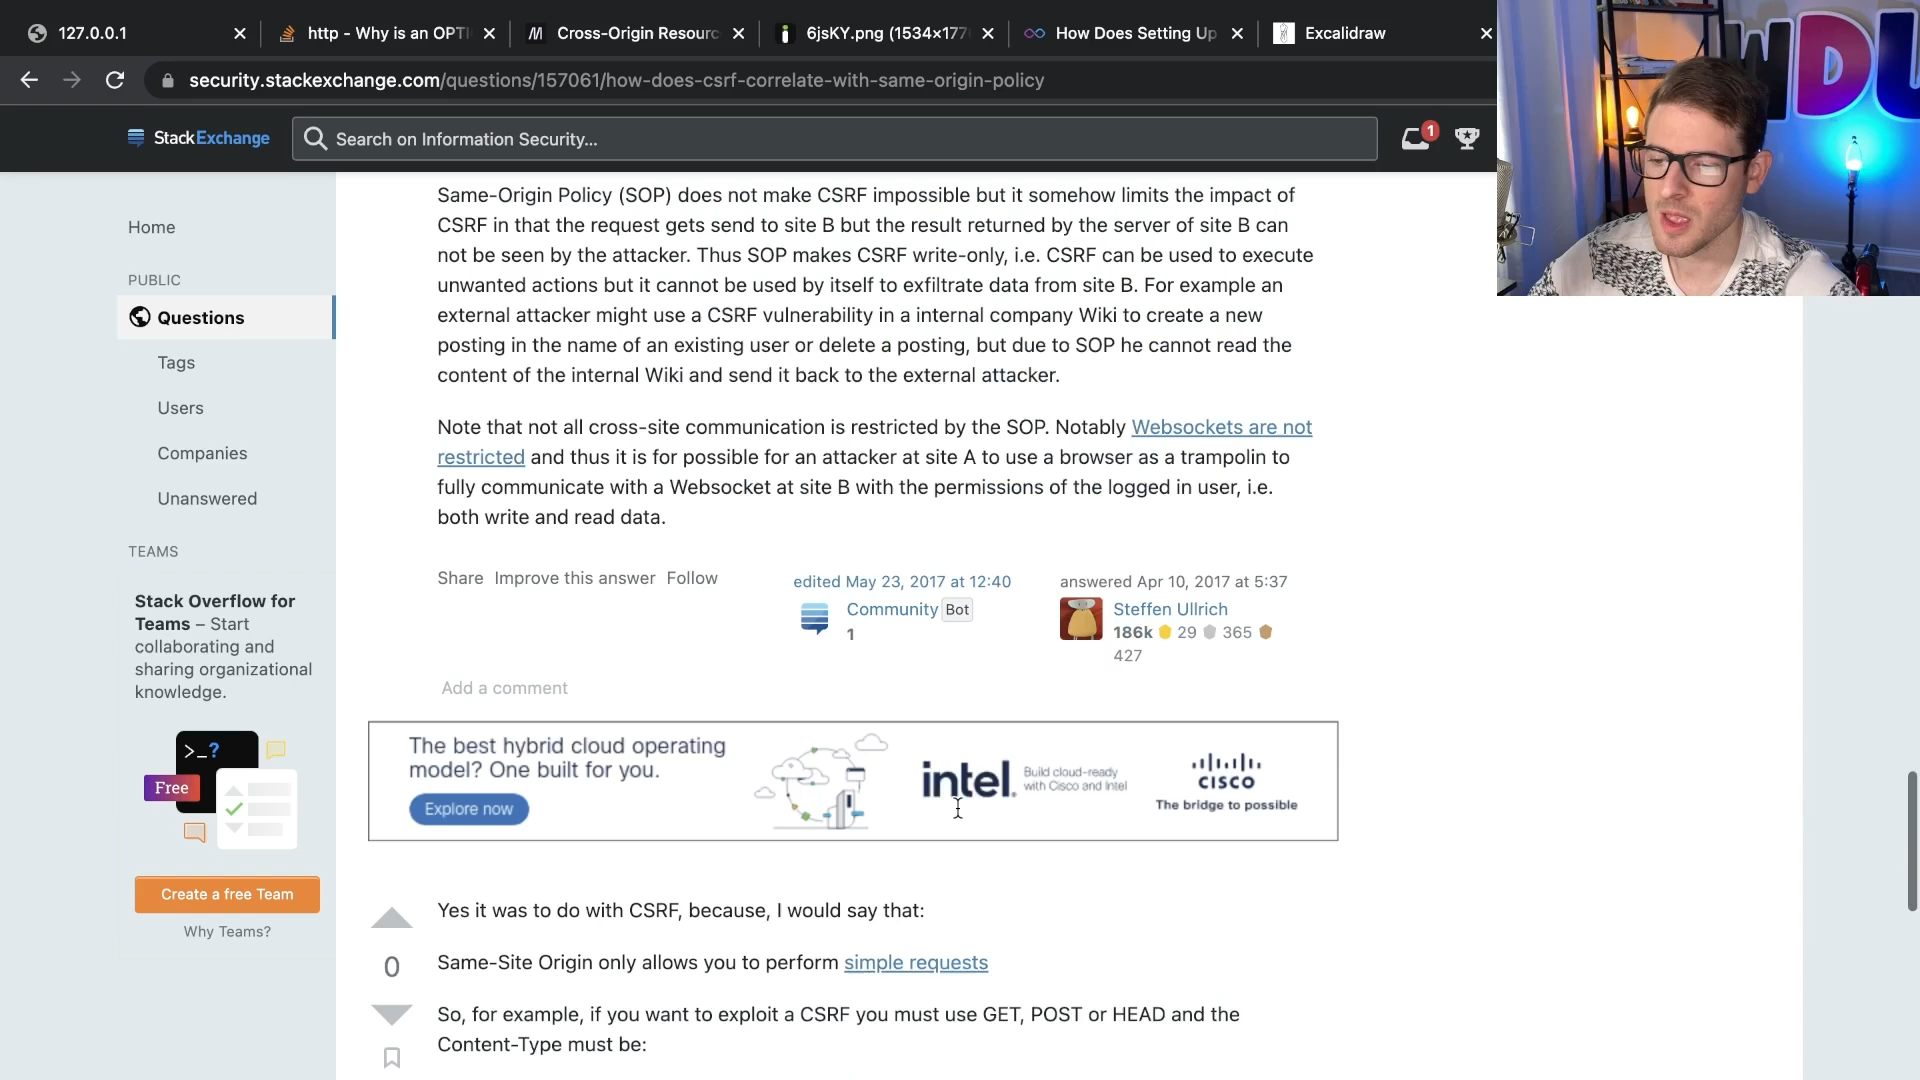 127.0.0.1
http - Why is an OPTI
Cross-Origin Resourc
6jsKY.png (1534×177
How Does Setting Up
Excalidraw
security.stackexchange.com/questions/157061/how-does-csrf-correlate-with-same-origin-policy
StackExchange
Search on Information Security...
1
Home
PUBLIC
Questions
Tags
Users
Companies
Unanswered
TEAMS
Stack Overflow for
Teams – Start
collaborating and
sharing organizational
knowledge.
>_?
Free
Create a free Team
Why Teams?
Same-Origin Policy (SOP) does not make CSRF impossible but it somehow limits the impact of
CSRF in that the request gets send to site B but the result returned by the server of site B can
not be seen by the attacker. Thus SOP makes CSRF write-only, i.e. CSRF can be used to execute
unwanted actions but it cannot be used by itself to exfiltrate data from site B. For example an
external attacker might use a CSRF vulnerability in a internal company Wiki to create a new
posting in the name of an existing user or delete a posting, but due to SOP he cannot read the
content of the internal Wiki and send it back to the external attacker.
Note that not all cross-site communication is restricted by the SOP. Notably Websockets are not
restricted and thus it is for possible for an attacker at site A to use a browser as a trampolin to
fully communicate with a Websocket at site B with the permissions of the logged in user, i.e.
both write and read data.
Share Improve this answer Follow
edited May 23, 2017 at 12:40
Community Bot
1
answered Apr 10, 2017 at 5:37
Steffen Ullrich
186k 29 365
427
Add a comment
The best hybrid cloud operating
model? One built for you.
Explore now
intel.
Build cloud-ready
with Cisco and Intel
CISCO
The bridge to possible
Yes it was to do with CSRF, because, I would say that:
0
Same-Site Origin only allows you to perform simple requests
So, for example, if you want to exploit a CSRF you must use GET, POST or HEAD and the
Content-Type must be: